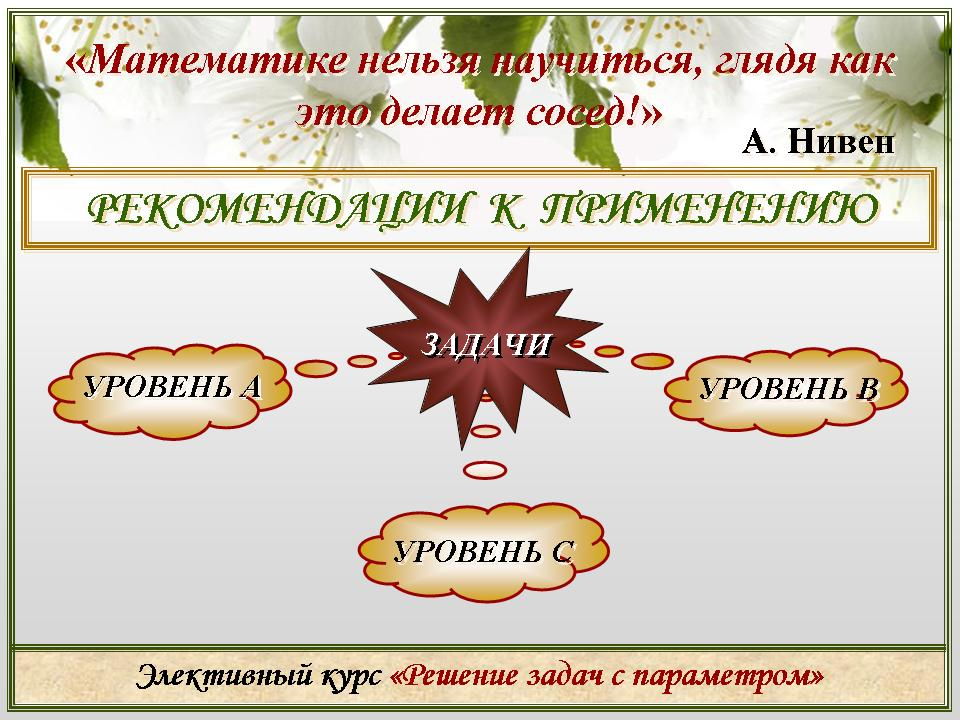 «Математике нельзя научиться, глядя как
это делает сосед!»
А. Нивен
РЕКОМЕНДАЦИИ К ПРИМЕНЕНИЮ
ЗАДАЧИ
УРОВЕНЬ А
УРОВЕНЬ В
УРОВЕНЬ С
Элективный курс «Решение задач с параметром»